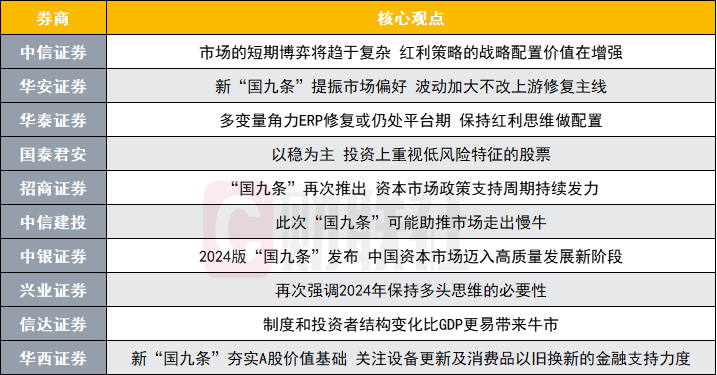 券商 核心观点
中信证券 市场的短期博弈将趋于复杂 红利策略的战略配置价值在增强
华安证券 新“国九条”提振市场偏好 波动加大不改上游修复主线
华泰证券 多变量角力ERP修复或仍处平台期 保持红利思维做配置
国泰君安 以稳为主 投资上重视低风险特征的股票
招商证券 “国九条”再次推出 资本市场政策支持周期持续发力
中信建投 此次“国九条”可能助推市场走出慢牛
中银证券 2024版“国九条”发布 中国资本市场迈入高质量发展新阶段
兴业证券 再次强调2024年保持多头思维的必要性
信达证券 制度和投资者结构变化比GDP更易带来牛市
华西证券 新“国九条”夯实A股价值基础 关注设备更新及消费品以旧换新的金融支持力度
财联社